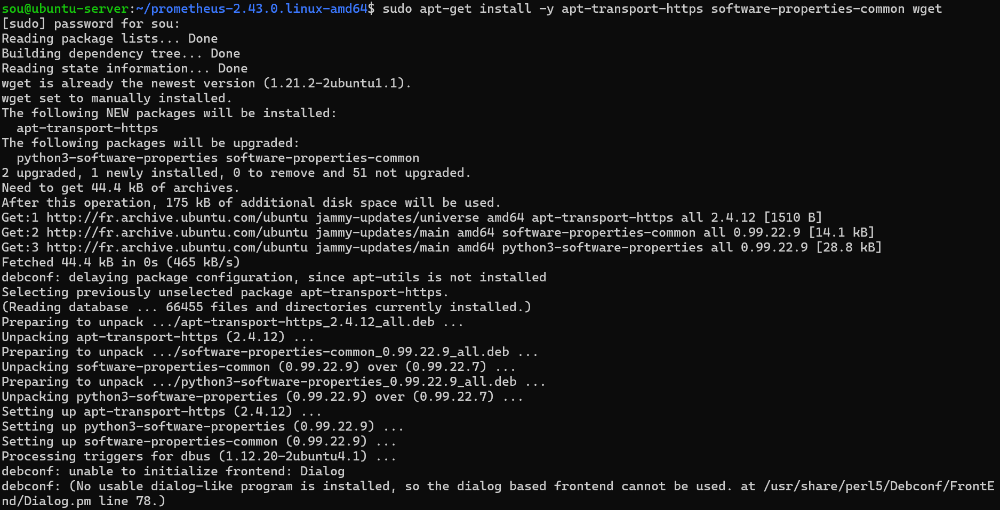 sou@ubuntu-server:~/prometheus-2.43.0.linux-amd64$ sudo apt-get install -y apt-transport-https software-properties-common wget
[sudo] password for sou:
Reading package lists... Done
Building dependency tree... Done
Reading state information... Done
wget is already the newest version (1.21.2-2ubuntu1.1).
wget set to manually installed.
The following NEW packages will be installed:
  apt-transport-https
The following packages will be upgraded:
  python3-software-properties software-properties-common
2 upgraded, 1 newly installed, 0 to remove and 51 not upgraded.
Need to get 44.4 kB of archives.
After this operation, 175 kB of additional disk space will be used.
Get:1 http://fr.archive.ubuntu.com/ubuntu jammy-updates/universe amd64 apt-transport-https all 2.4.12 [1510 B]
Get:2 http://fr.archive.ubuntu.com/ubuntu jammy-updates/main amd64 software-properties-common all 0.99.22.9 [14.1 kB]
Get:3 http://fr.archive.ubuntu.com/ubuntu jammy-updates/main amd64 python3-software-properties all 0.99.22.9 [28.8 kB]
Fetched 44.4 kB in 0s (465 kB/s)
debconf: delaying package configuration, since apt-utils is not installed
Selecting previously unselected package apt-transport-https.
(Reading database ... 66455 files and directories currently installed.)
Preparing to unpack .../apt-transport-https_2.4.12_all.deb ...
Unpacking apt-transport-https (2.4.12) ...
Preparing to unpack .../software-properties-common_0.99.22.9_all.deb ...
Unpacking software-properties-common (0.99.22.9) over (0.99.22.7) ...
Preparing to unpack .../python3-software-properties_0.99.22.9_all.deb ...
Unpacking python3-software-properties (0.99.22.9) over (0.99.22.7) ...
Setting up apt-transport-https (2.4.12) ...
Setting up python3-software-properties (0.99.22.9) ...
Setting up software-properties-common (0.99.22.9) ...
Processing triggers for dbus (1.12.20-2ubuntu4.1) ...
debconf: unable to initialize frontend: Dialog
debconf: (No usable dialog-like program is installed, so the dialog based frontend cannot be used. at /usr/share/perl5/Debconf/FrontE
nd/Dialog.pm line 78.)